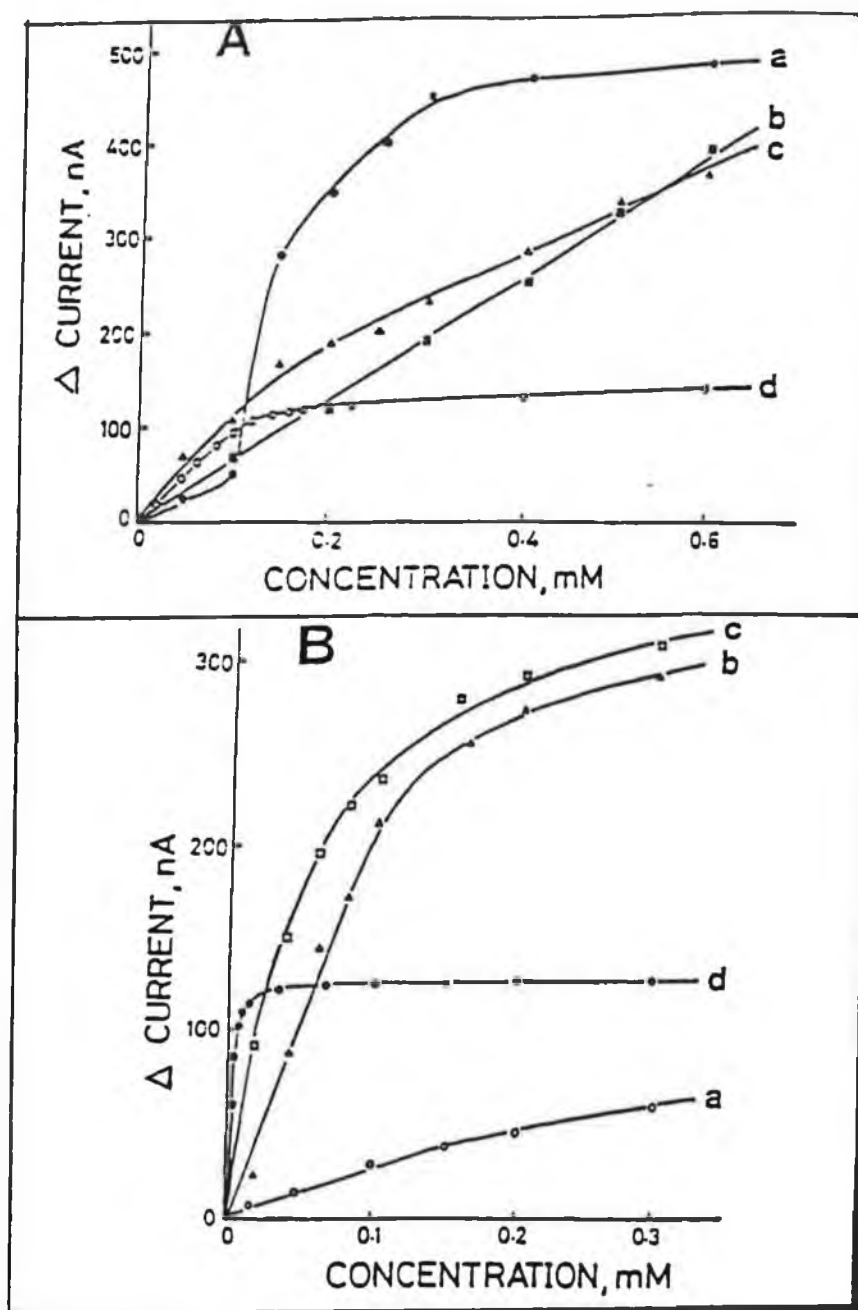 A
500
400
300
200
100
0
Δ CURRENT, nA
a
b
c
d
0
0.2
0.4
0.6
CONCENTRATION, mM
B
300
200
100
0
Δ CURRENT, nA
c
b
d
a
0
0.1
0.2
0.3
CONCENTRATION, mM